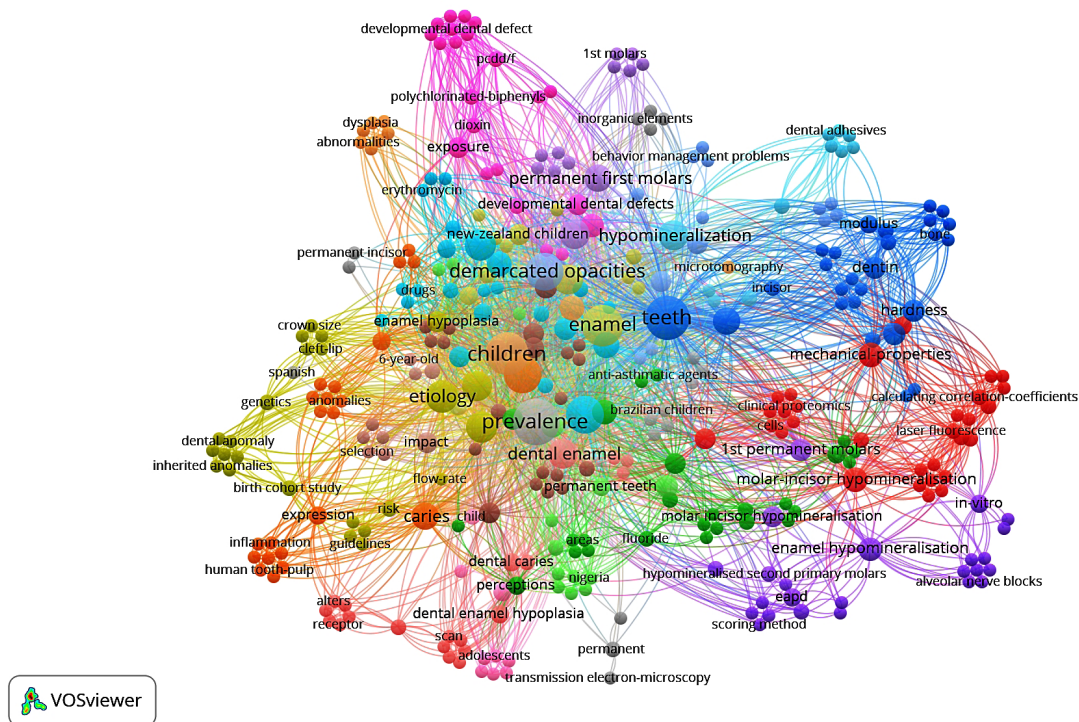 developmental dental defect
1st molars
pcdd/f
polychlorinated-biphenyls
inorganic elements
dysplasia
dioxin
dental adhesives
abnormalities
exposure
behavior management problems
permanent first molars
erythromycin
developmental dental defects
modulus
new-zealand children
hypomineralization
bone
permanent-incisor
demarcated opacities
microtomography
dentin
drugs
incisor
hardness
enamel hypoplasia
enamel
teeth
crown size
cleft-lip
6-year-old
children
mechanical-properties
spanish
anti-asthmatic agents
genetics
anomalies
etiology
calculating correlation-coefficients
brazilian children
clinical proteomics
prevalence
cells
laser fluorescence
dental anomaly
impact
selection
dental enamel
1st permanent molars
inherited anomalies
flow-rate
molar-incisor hypomineralisation
birth cohort study
permanent teeth
risk
in-vitro
expression
caries
child
molar incisor hypomineralisation
inflammation
guidelines
areas
fluoride
enamel hypomineralisation
human tooth-pulp
dental caries
nigeria
hypomineralised second primary molars
alveolar nerve blocks
perceptions
eapd
alters
receptor
dental enamel hypoplasia
scoring method
scan
adolescents
permanent
transmission electron-microscopy
VOSviewer